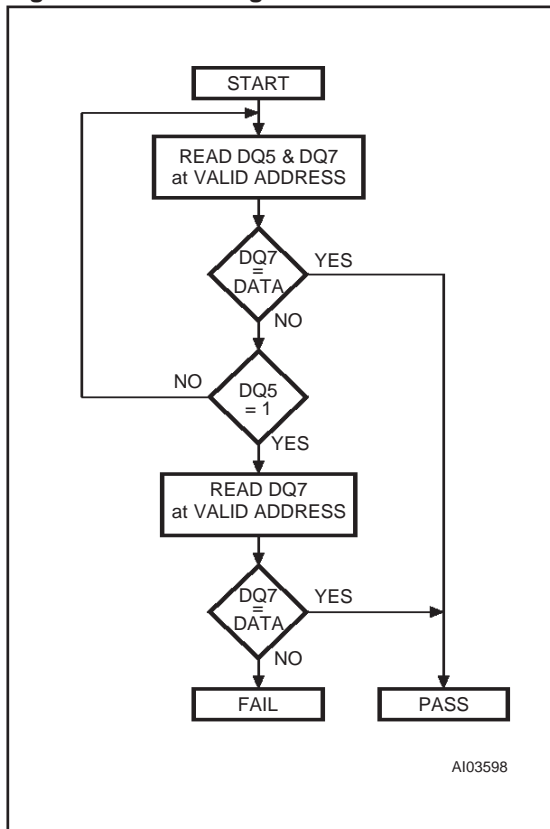 START
READ DQ5 & DQ7
at VALID ADDRESS
DQ7
=
DATA
YES
NO
NO
DQ5
= 1
YES
READ DQ7
at VALID ADDRESS
DQ7
=
DATA
YES
NO
FAIL
PASS
AI03598